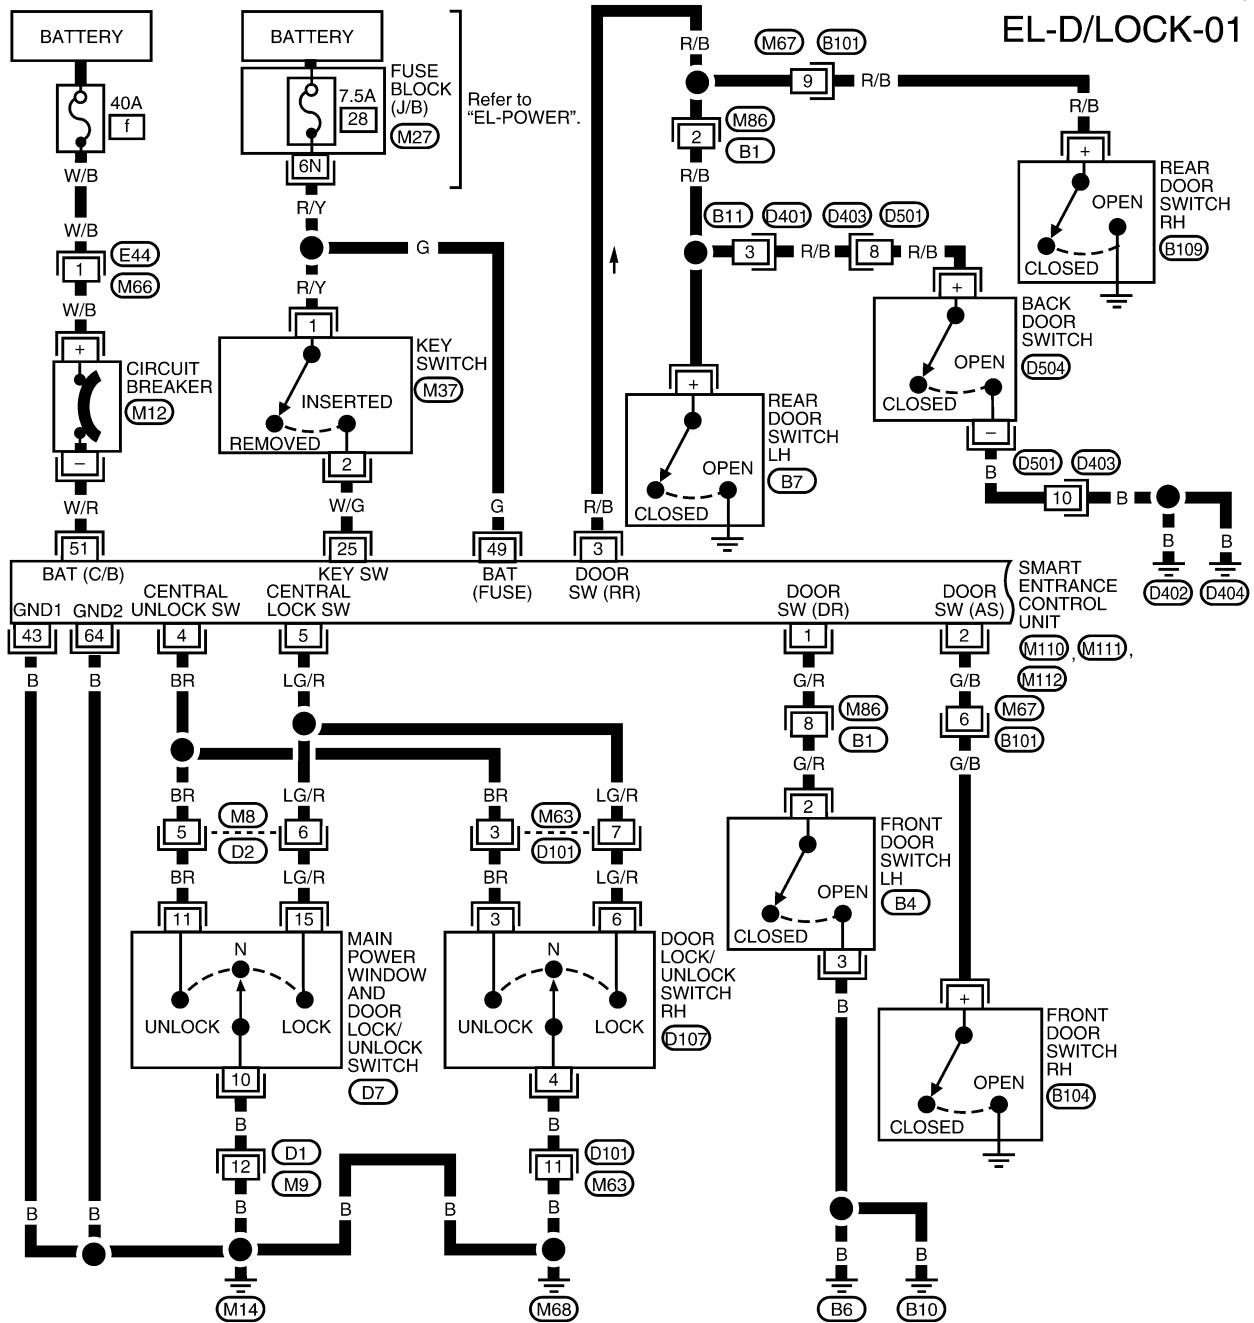 EL-D/LOCK-01
BATTERY
40A
f
W/B
W/B
1
E44
M66
W/B
+
CIRCUIT
BREAKER
M12
–
W/R
51
BATTERY
7.5A
28
FUSE
BLOCK
(J/B)
M27
6N
Refer to
“EL-POWER”.
R/Y
G
R/Y
1
KEY
SWITCH
M37
INSERTED
REMOVED
2
W/G
25
G
49
R/B
3
R/B
M67 B101
9
R/B
R/B
+
REAR
DOOR
SWITCH
RH
B109
OPEN
CLOSED
2
M86
B1
R/B
B11 D401 D403 D501
3
R/B
8
R/B
+
BACK
DOOR
SWITCH
D504
OPEN
CLOSED
–
B
D501 D403
10
B
B
B
D402
D404
+
REAR
DOOR
SWITCH
LH
B7
OPEN
CLOSED
BAT (C/B)
KEY SW
BAT
(FUSE)
DOOR
SW (RR)
GND1
GND2
CENTRAL
UNLOCK SW
CENTRAL
LOCK SW
DOOR
SW (DR)
DOOR
SW (AS)
SMART
ENTRANCE
CONTROL
UNIT
M110 , M111 ,
M112
43
64
4
5
1
2
B
B
BR
LG/R
G/R
G/B
8
M86
B1
6
M67
B101
G/R
G/B
BR
LG/R
BR
LG/R
5
M8
D2
6
3
M63
D101
7
BR
LG/R
BR
LG/R
11
15
3
6
N
UNLOCK
LOCK
MAIN
POWER
WINDOW
AND
DOOR
LOCK/
UNLOCK
SWITCH
D7
N
UNLOCK
LOCK
DOOR
LOCK/
UNLOCK
SWITCH
RH
D107
10
4
B
B
12
D1
M9
11
D101
M63
B
B
B
B
B
B
M14
M68
2
FRONT
DOOR
SWITCH
LH
B4
OPEN
CLOSED
3
B
B
B
B6
B10
+
FRONT
DOOR
SWITCH
RH
B104
OPEN
CLOSED